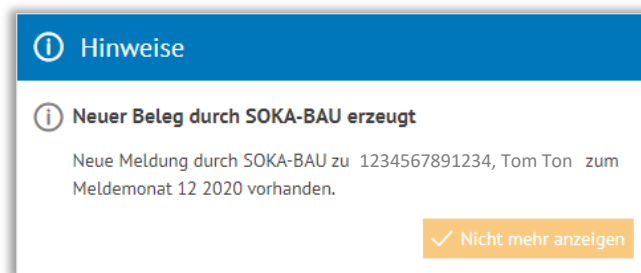 Hinweise
Neuer Beleg durch SOKA-BAU erzeugt
Neue Meldung durch SOKA-BAU zu 1234567891234, Tom Ton zum
Meldemonat 12 2020 vorhanden.
Nicht mehr anzeigen